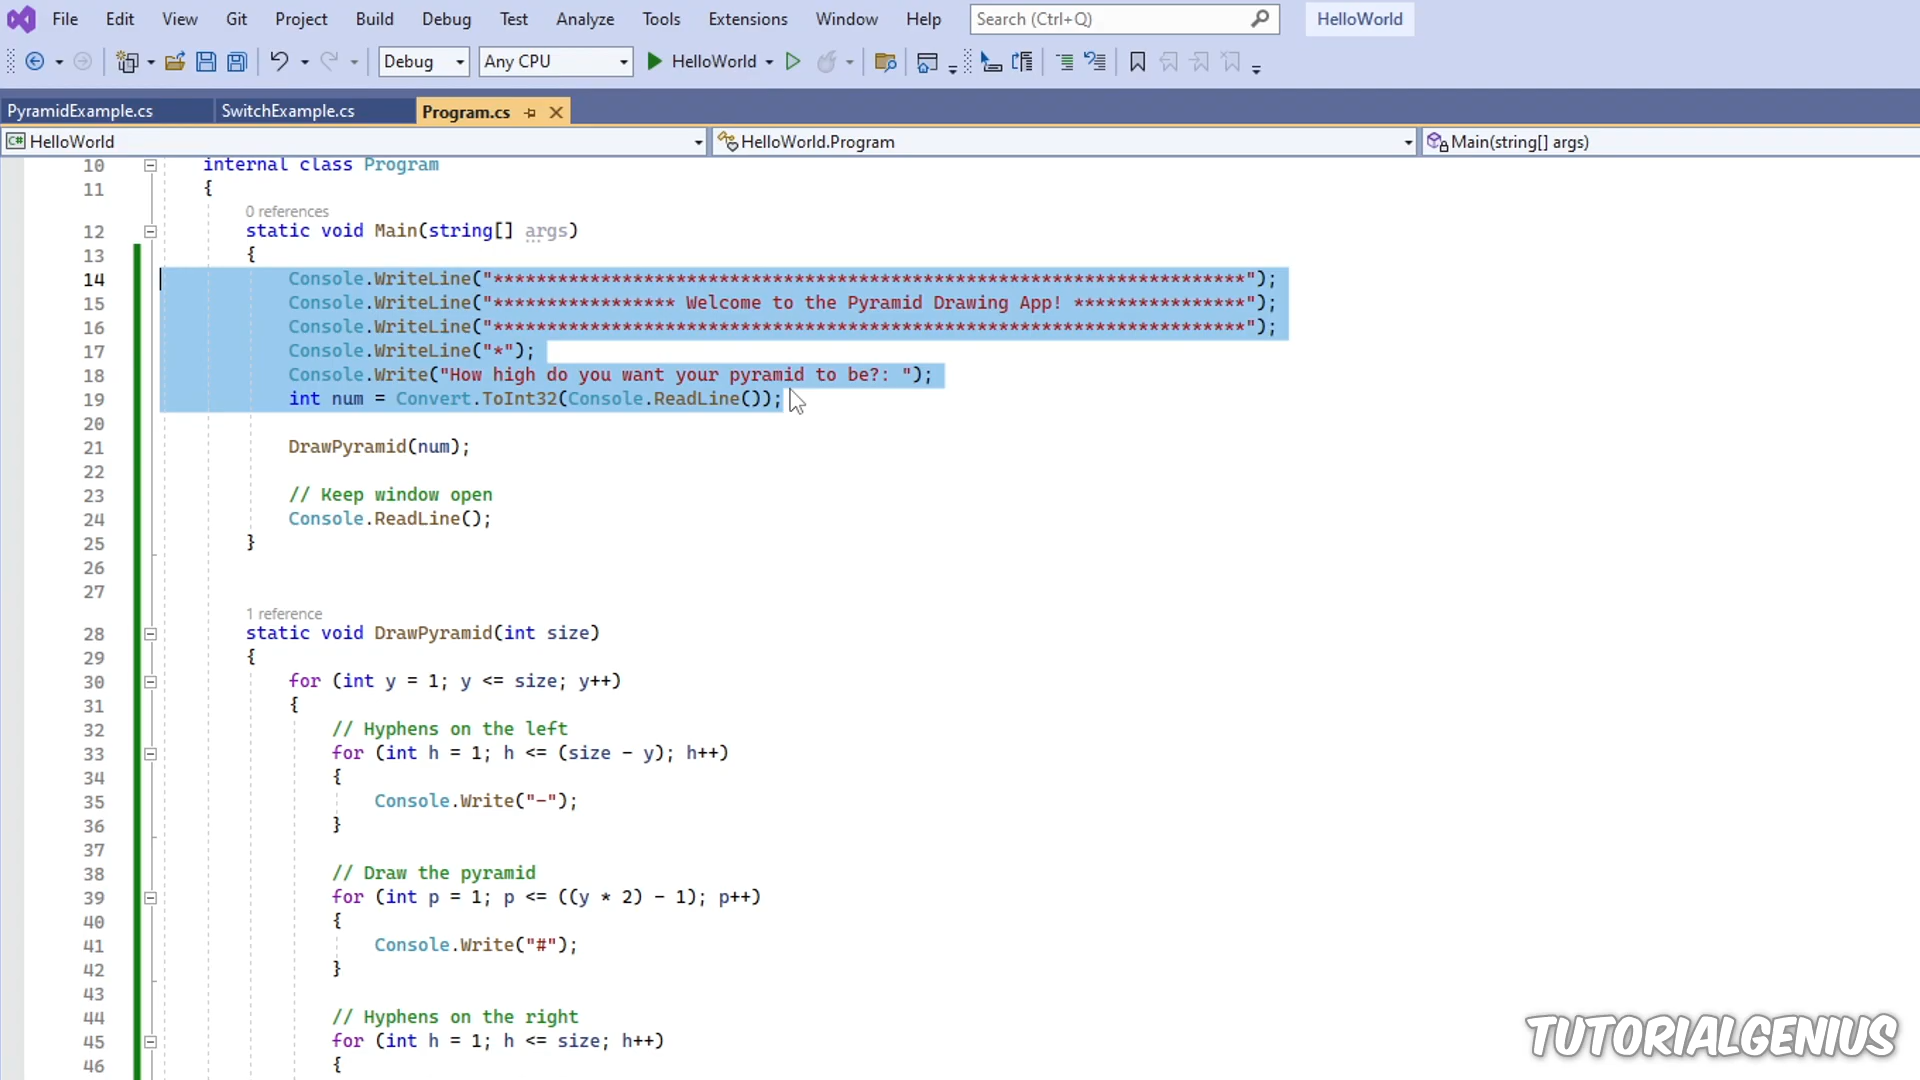 File Edit View Git Project Build Debug Test Analyze Tools Extensions Window Help Search (Ctrl+Q) HelloWorld
Debug Any CPU HelloWorld
PyramidExample.cs SwitchExample.cs Program.cs
C# HelloWorld HelloWorld.Program Main(string[] args)
10 internal class Program
11 {
0 references
12 static void Main(string[] args)
13 {
14 Console.WriteLine("**********************************************************************");
15 Console.WriteLine("***************** Welcome to the Pyramid Drawing App! ****************");
16 Console.WriteLine("**********************************************************************");
17 Console.WriteLine("*");
18 Console.Write("How high do you want your pyramid to be?: ");
19 int num = Convert.ToInt32(Console.ReadLine());
20
21 DrawPyramid(num);
22
23 // Keep window open
24 Console.ReadLine();
25 }
26
27
1 reference
28 static void DrawPyramid(int size)
29 {
30 for (int y = 1; y <= size; y++)
31 {
32 // Hyphens on the left
33 for (int h = 1; h <= (size - y); h++)
34 {
35 Console.Write("-");
36 }
37
38 // Draw the pyramid
39 for (int p = 1; p <= ((y * 2) - 1); p++)
40 {
41 Console.Write("#");
42 }
43
44 // Hyphens on the right
45 for (int h = 1; h <= size; h++)
46 {
TUTORIALGENIUS